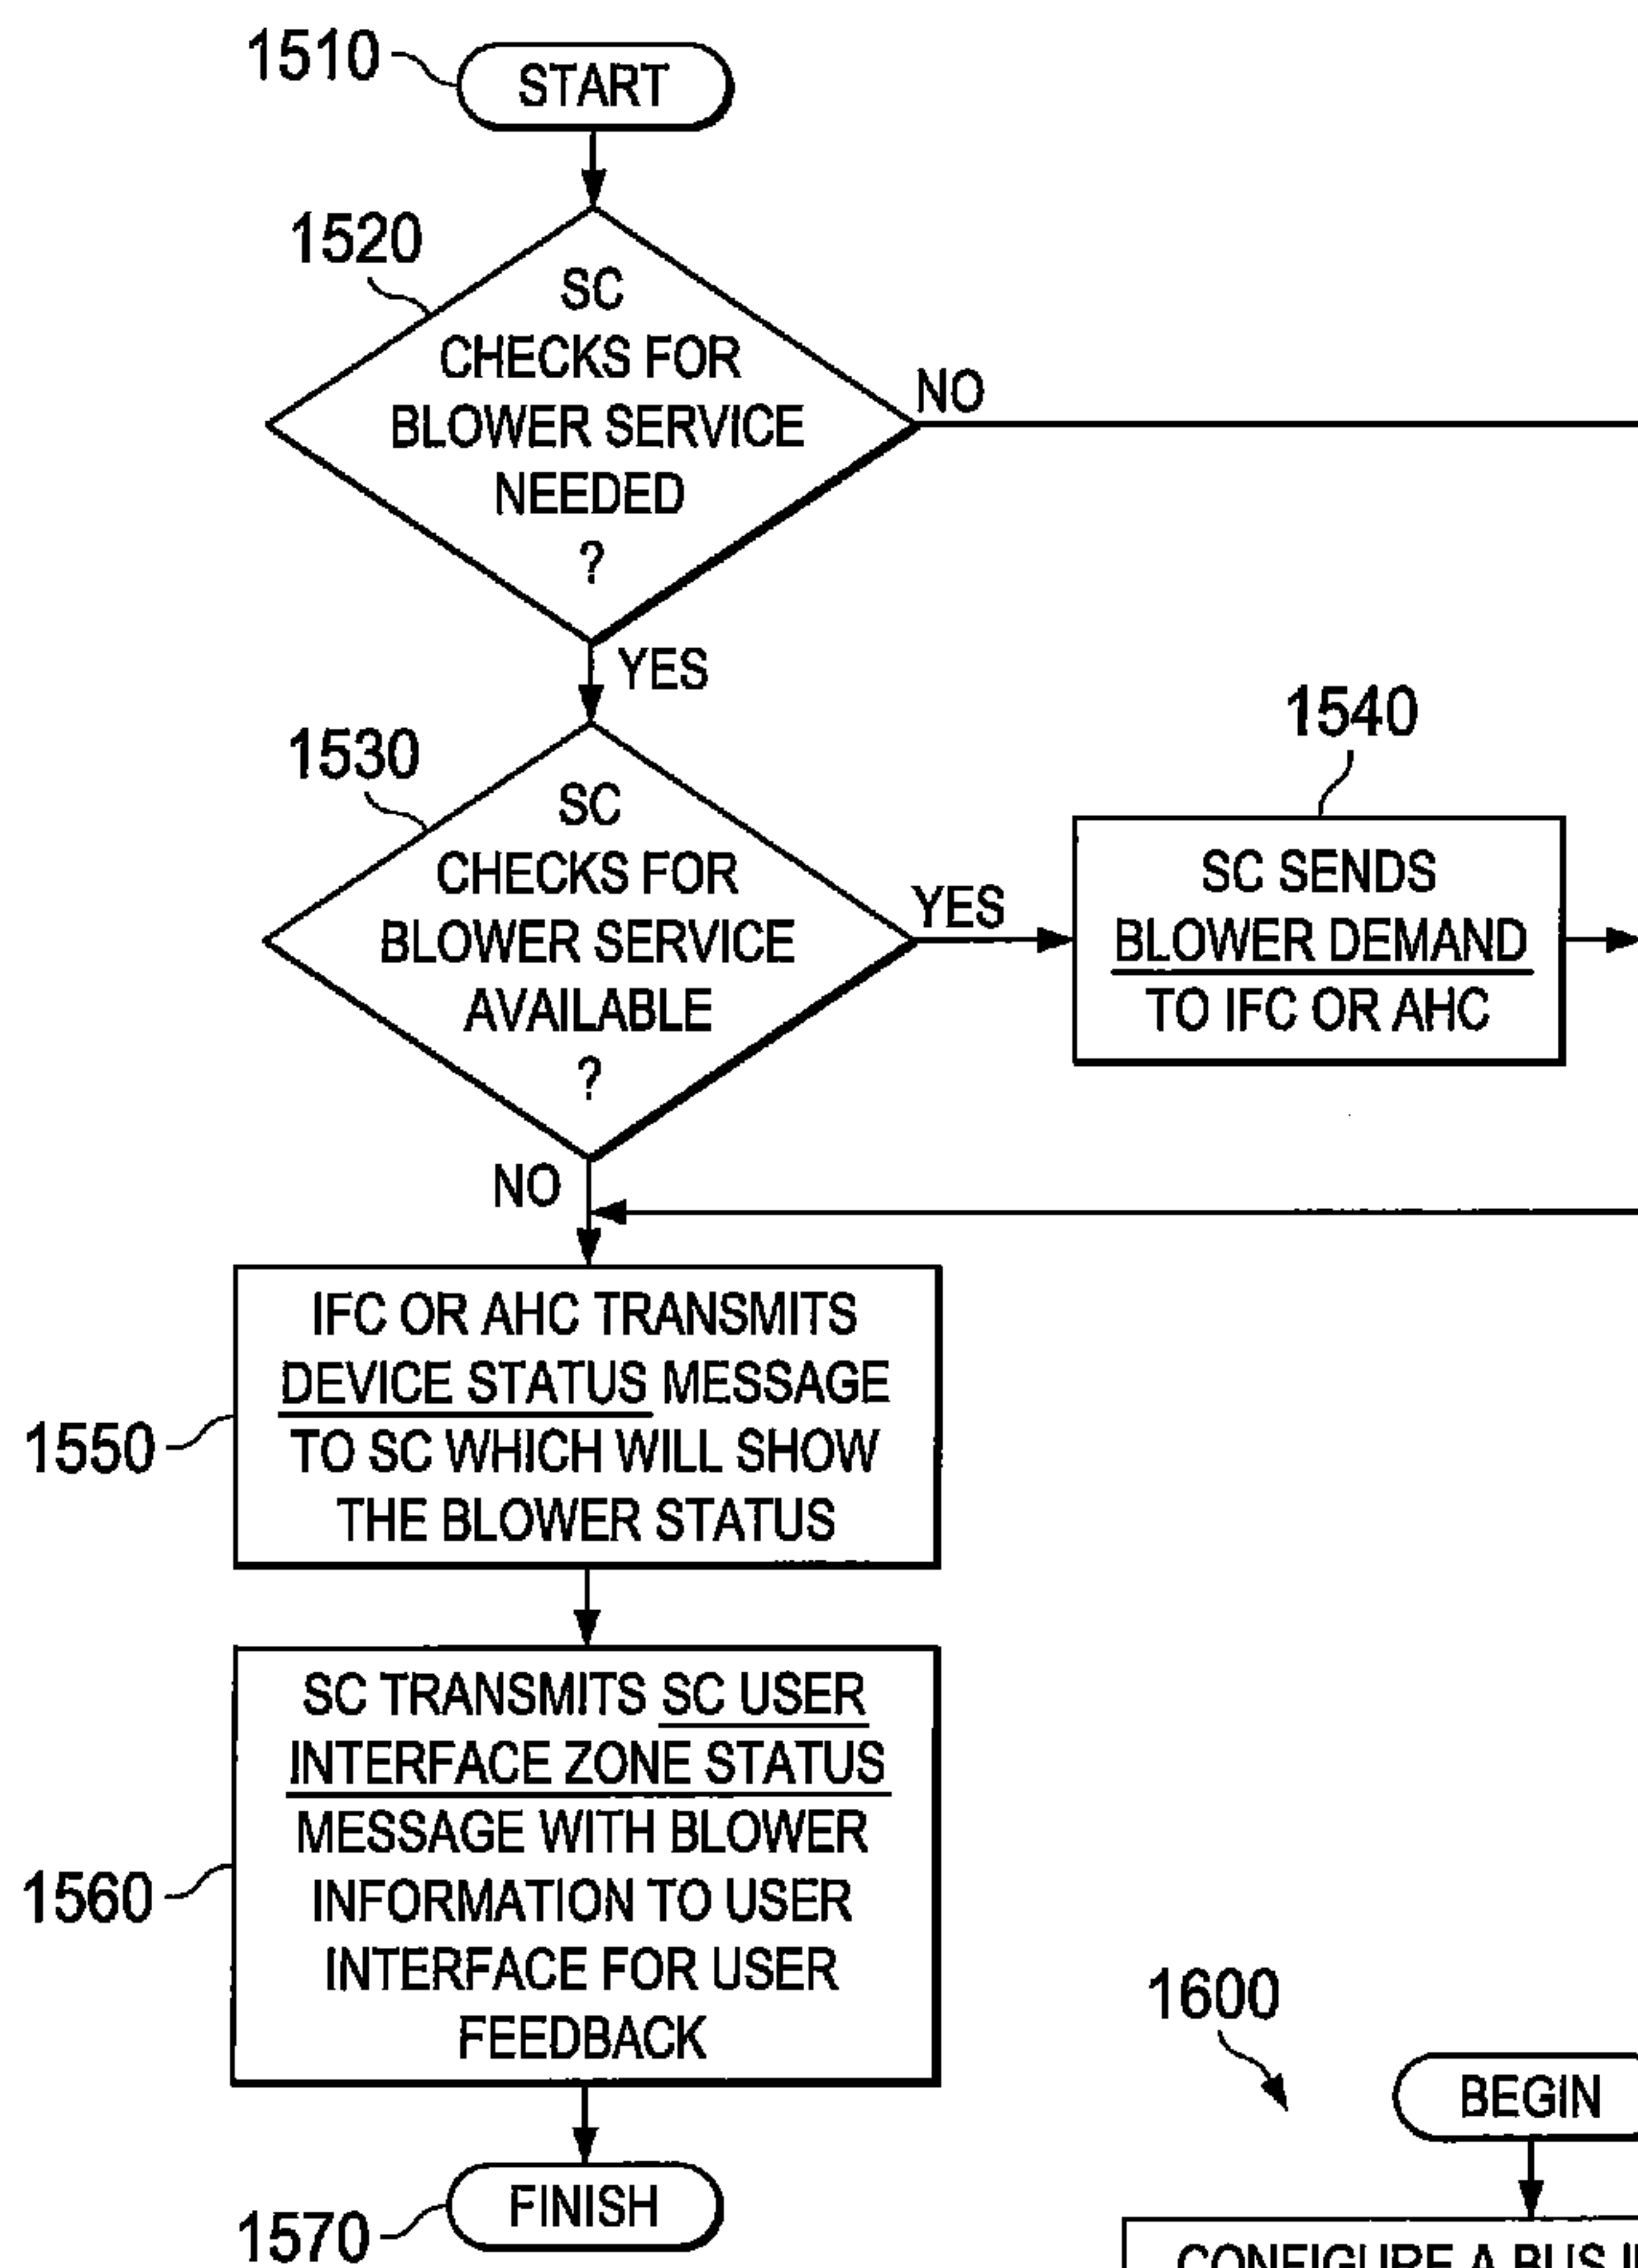 1510
START
1520
SC
CHECKS FOR
BLOWER SERVICE
NEEDED
?
NO
YES
1530
SC
CHECKS FOR
BLOWER SERVICE
AVAILABLE
?
YES
1540
SC SENDS
BLOWER DEMAND
TO IFC OR AHC
NO
1550
IFC OR AHC TRANSMITS
DEVICE STATUS MESSAGE
TO SC WHICH WILL SHOW
THE BLOWER STATUS
1560
SC TRANSMITS SC USER
INTERFACE ZONE STATUS
MESSAGE WITH BLOWER
INFORMATION TO USER
INTERFACE FOR USER
FEEDBACK
1570
FINISH
1600
BEGIN
CONFIGURE A BUS